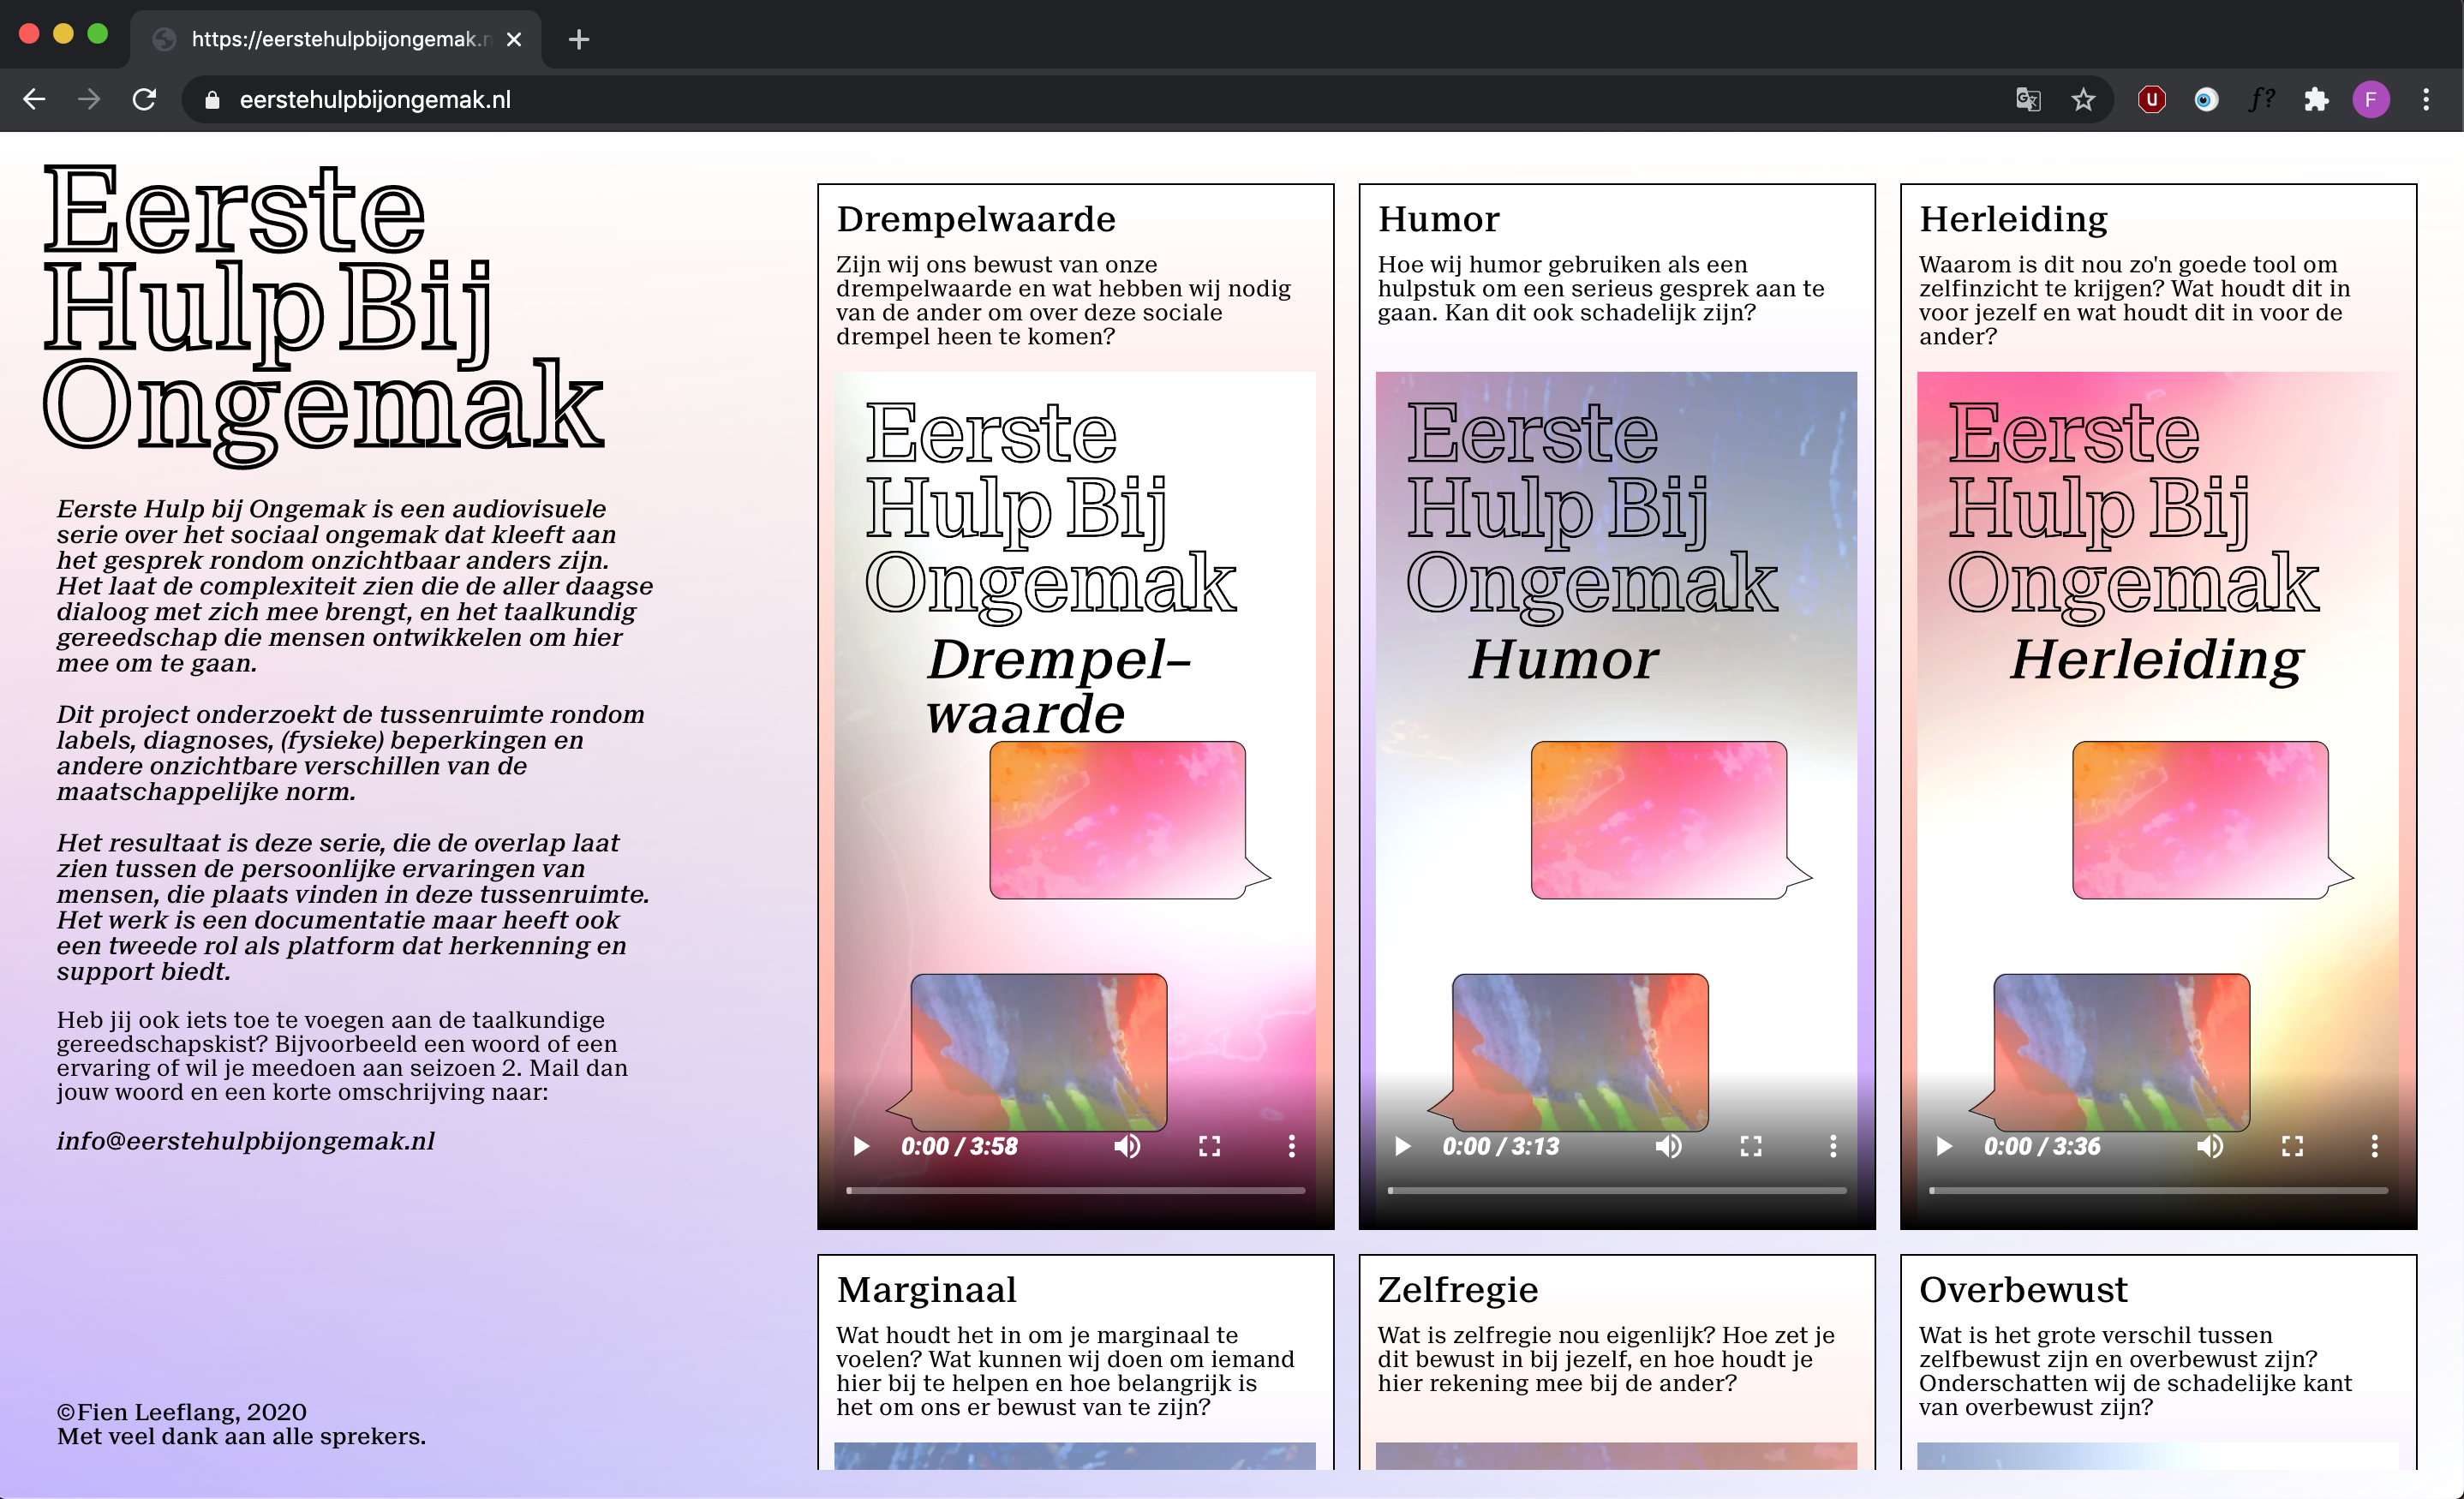 https://eerstehulpbijongemak.n
eerstehulpbijongemak.nl
F
Eerste
Hulp Bij
Ongemak
Eerste Hulp bij Ongemak is een audiovisuele
serie over het sociaal ongemak dat kleeft aan
het gesprek rondom onzichtbaar anders zijn.
Het laat de complexiteit zien die de aller daagse
dialoog met zich mee brengt, en het taalkundig
gereedschap die mensen ontwikkelen om hier
mee om te gaan.
Dit project onderzoekt de tussenruimte rondom
labels, diagnoses, (fysieke) beperkingen en
andere onzichtbare verschillen van de
maatschappelijke norm.
Het resultaat is deze serie, die de overlap laat
zien tussen de persoonlijke ervaringen van
mensen, die plaats vinden in deze tussenruimte.
Het werk is een documentatie maar heeft ook
een tweede rol als platform dat herkenning en
support biedt.
Heb jij ook iets toe te voegen aan de taalkundige
gereedschapskist? Bijvoorbeeld een woord of een
ervaring of wil je meedoen aan seizoen 2. Mail dan
jouw woord en een korte omschrijving naar:
info@eerstehulpbijongemak.nl
©Fien Leeflang, 2020
Met veel dank aan alle sprekers.
Drempelwaarde
Zijn wij ons bewust van onze
drempelwaarde en wat hebben wij nodig
van de ander om over deze sociale
drempel heen te komen?
Eerste
Hulp Bij
Ongemak
Drempel–
waarde
0:00 / 3:58
Humor
Hoe wij humor gebruiken als een
hulpstuk om een serieus gesprek aan te
gaan. Kan dit ook schadelijk zijn?
Eerste
Hulp Bij
Ongemak
Humor
0:00 / 3:13
Herleiding
Waarom is dit nou zo'n goede tool om
zelfinzicht te krijgen? Wat houdt dit in
voor jezelf en wat houdt dit in voor de
ander?
Eerste
Hulp Bij
Ongemak
Herleiding
0:00 / 3:36
Marginaal
Wat houdt het in om je marginaal te
voelen? Wat kunnen wij doen om iemand
hier bij te helpen en hoe belangrijk is
het om ons er bewust van te zijn?
Zelfregie
Wat is zelfregie nou eigenlijk? Hoe zet je
dit bewust in bij jezelf, en hoe houdt je
hier rekening mee bij de ander?
Overbewust
Wat is het grote verschil tussen
zelfbewust zijn en overbewust zijn?
Onderschatten wij de schadelijke kant
van overbewust zijn?